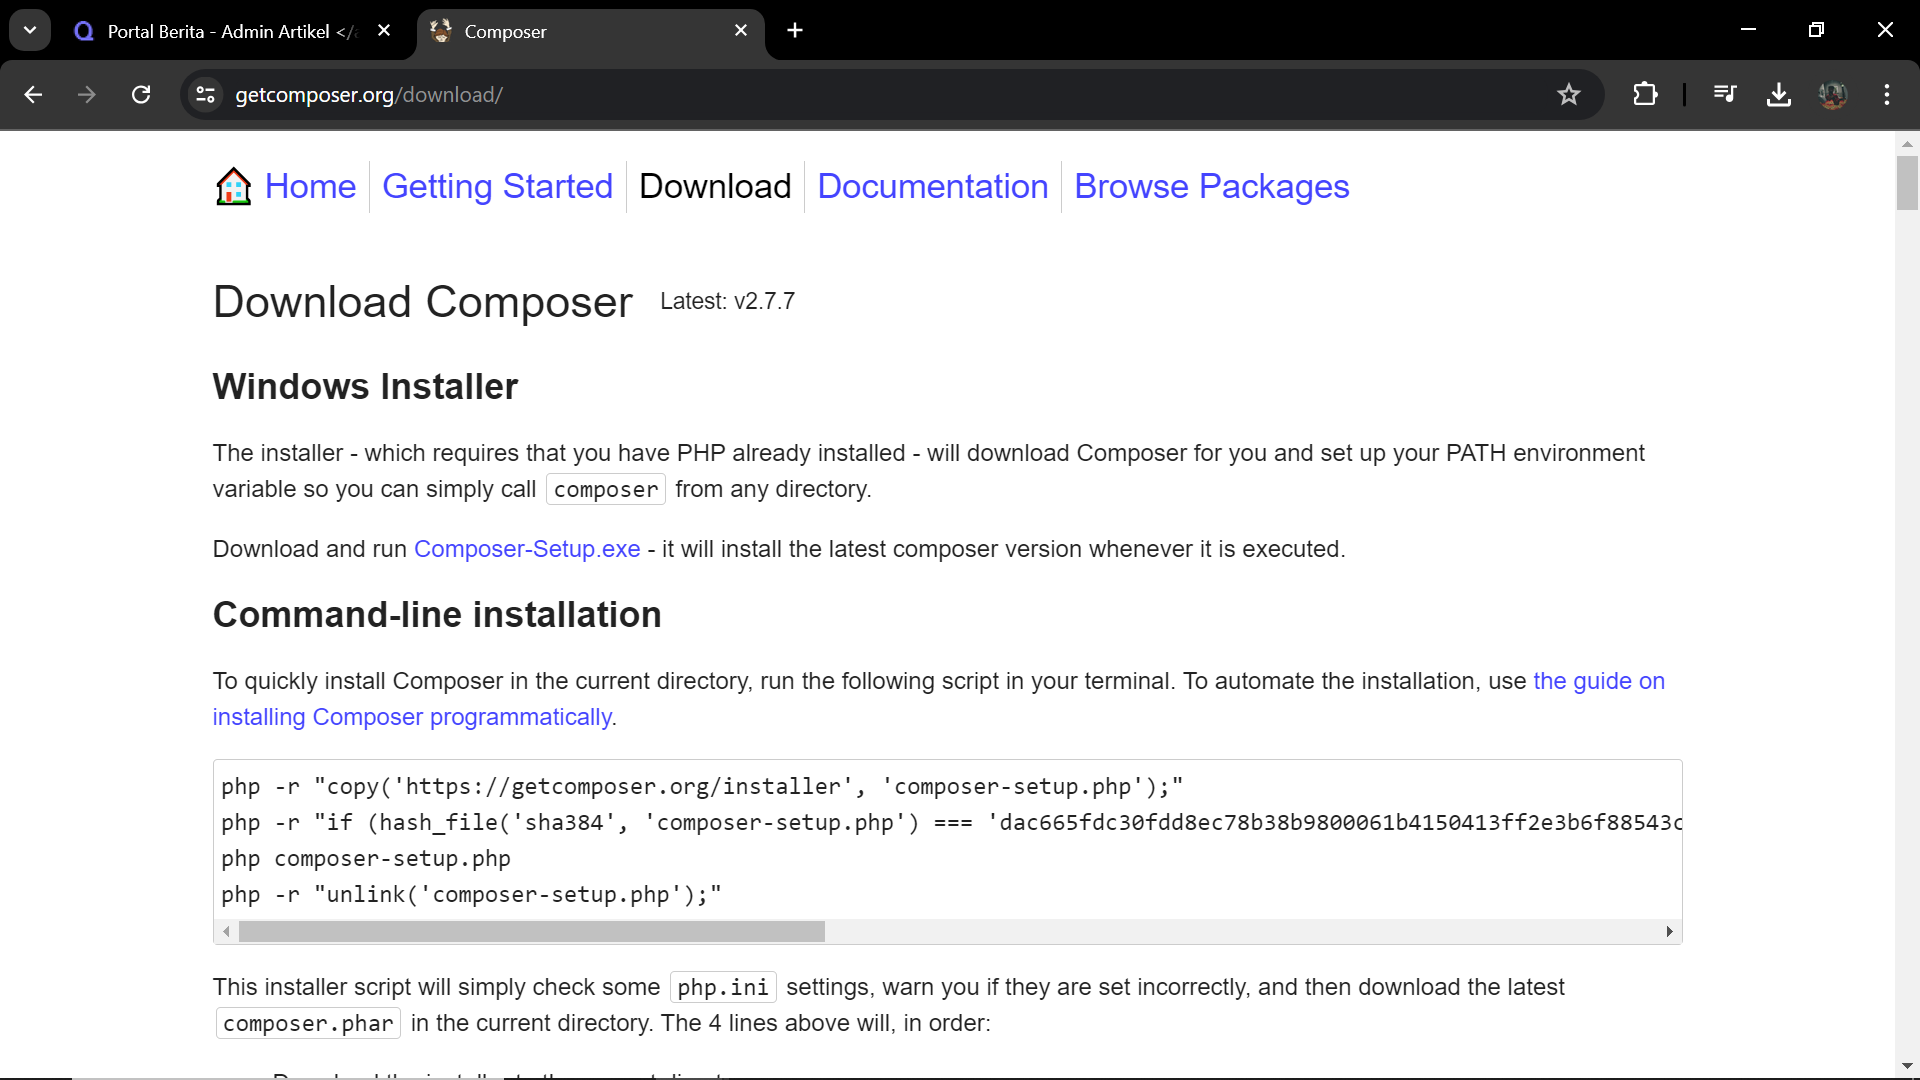 Portal Berita - Admin Artikel </
Composer
getcomposer.org/download/
Home
Getting Started
Download
Documentation
Browse Packages
Download Composer
Latest: v2.7.7
Windows Installer
The installer - which requires that you have PHP already installed - will download Composer for you and set up your PATH environment
variable so you can simply call composer from any directory.
Download and run Composer-Setup.exe - it will install the latest composer version whenever it is executed.
Command-line installation
To quickly install Composer in the current directory, run the following script in your terminal. To automate the installation, use the guide on
installing Composer programmatically.
php -r "copy('https://getcomposer.org/installer', 'composer-setup.php');"
php -r "if (hash_file('sha384', 'composer-setup.php') === 'dac665fdc30fdd8ec78b38b9800061b4150413ff2e3b6f88543c
php composer-setup.php
php -r "unlink('composer-setup.php');"
This installer script will simply check some php.ini settings, warn you if they are set incorrectly, and then download the latest
composer.phar in the current directory. The 4 lines above will, in order: